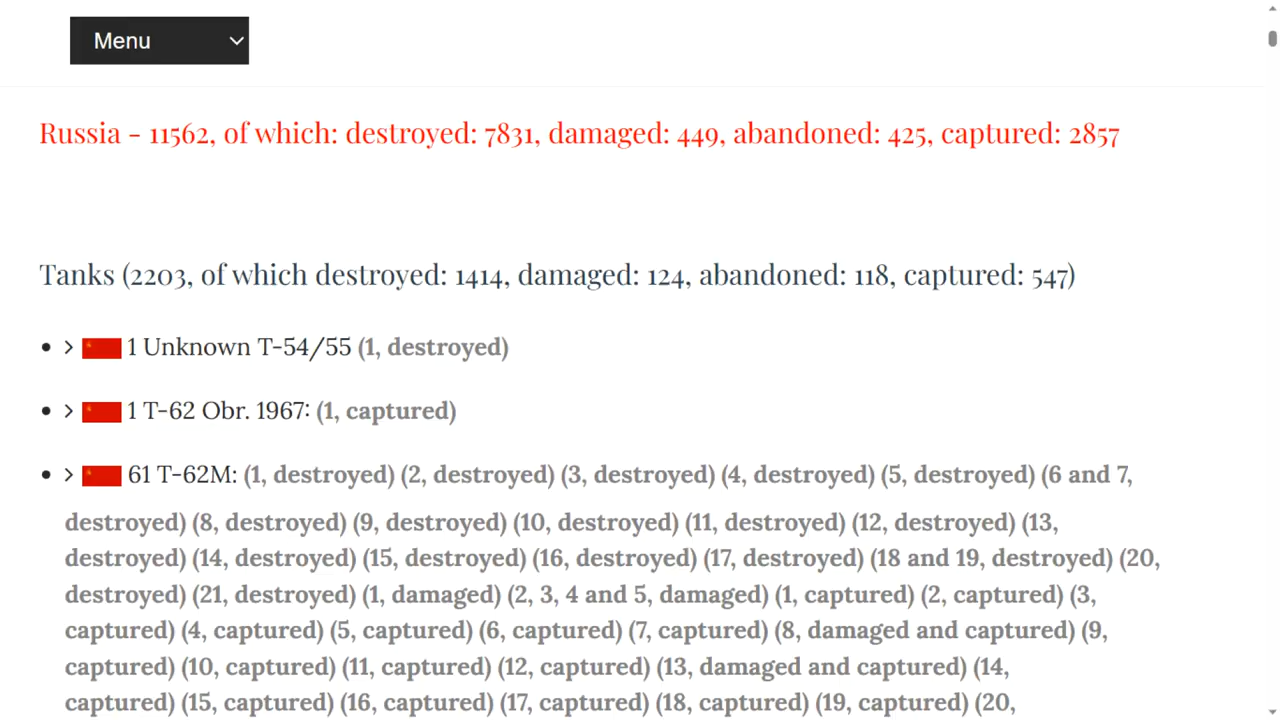 Menu
Russia - 11562, of which: destroyed: 7831, damaged: 449, abandoned: 425, captured: 2857
Tanks (2203, of which destroyed: 1414, damaged: 124, abandoned: 118, captured: 547)
1 Unknown T-54/55 (1, destroyed)
1 T-62 Obr. 1967: (1, captured)
61 T-62M: (1, destroyed) (2, destroyed) (3, destroyed) (4, destroyed) (5, destroyed) (6 and 7,
destroyed) (8, destroyed) (9, destroyed) (10, destroyed) (11, destroyed) (12, destroyed) (13,
destroyed) (14, destroyed) (15, destroyed) (16, destroyed) (17, destroyed) (18 and 19, destroyed) (20,
destroyed) (21, destroyed) (1, damaged) (2, 3, 4 and 5, damaged) (1, captured) (2, captured) (3,
captured) (4, captured) (5, captured) (6, captured) (7, captured) (8, damaged and captured) (9,
captured) (10, captured) (11, captured) (12, captured) (13, damaged and captured) (14,
captured) (15, captured) (16, captured) (17, captured) (18, captured) (19, captured) (20,